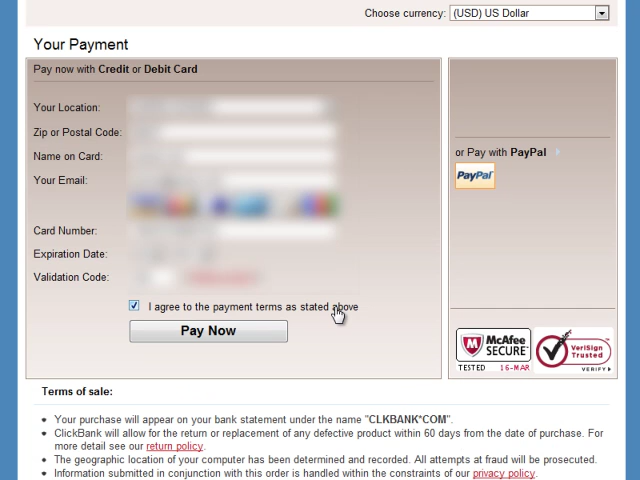 Choose currency: (USD) US Dollar
Your Payment
Pay now with Credit or Debit Card
Your Location:
Zip or Postal Code:
Name on Card:
Your Email:
Card Number:
Expiration Date:
Validation Code:
I agree to the payment terms as stated above
Pay Now
or Pay with PayPal
PayPal
McAfee
SECURE
TESTED 16-MAR
VeriSign
Trusted
VERIFY
Terms of sale:
Your purchase will appear on your bank statement under the name "CLKBANK*COM".
ClickBank will allow for the return or replacement of any defective product within 60 days from the date of purchase. For
more detail see our return policy.
The geographic location of your computer has been determined and recorded. All attempts at fraud will be prosecuted.
Information submitted in conjunction with this order is handled within the constraints of our privacy policy.